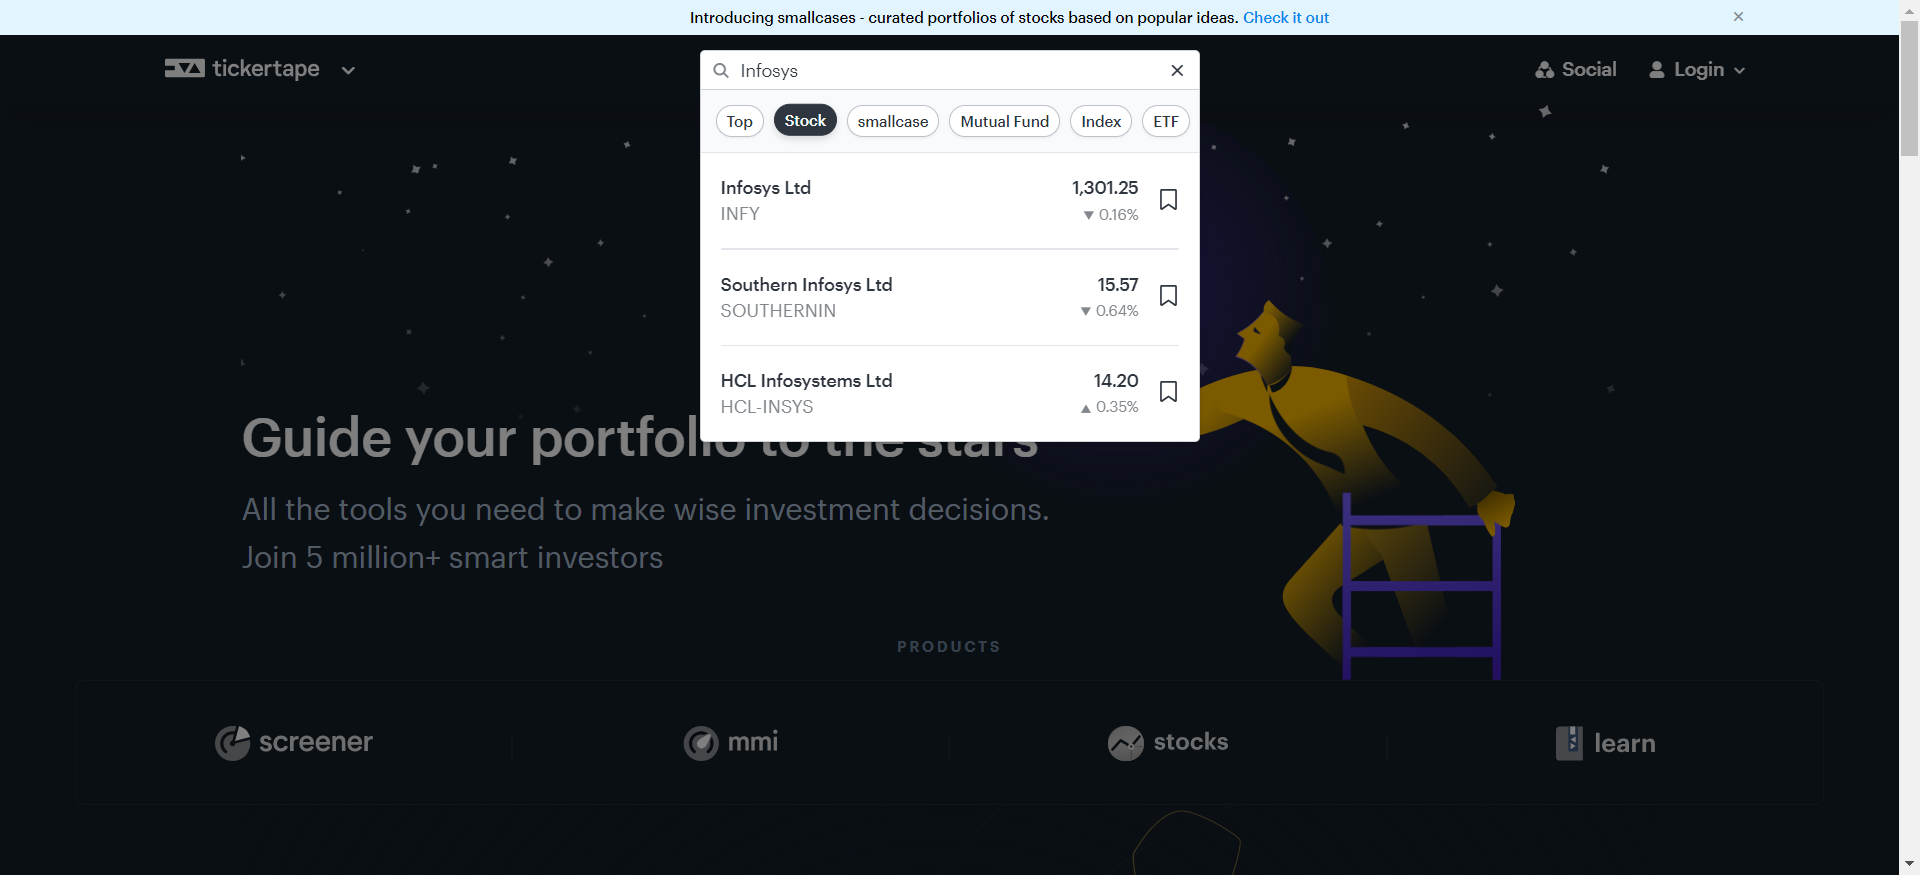 Introducing smallcases - curated portfolios of stocks based on popular ideas. Check it out
tickertape
Infosys
Social
Login
Top
Stock
smallcase
Mutual Fund
Index
ETF
Infosys Ltd
1,301.25
INFY
▼ 0.16%
Southern Infosys Ltd
15.57
SOUTHERNIN
▼ 0.64%
HCL Infosystems Ltd
14.20
HCL-INSYS
▲ 0.35%
Guide your portfolio to the stars
All the tools you need to make wise investment decisions.
Join 5 million+ smart investors
PRODUCTS
screener
mmi
stocks
learn